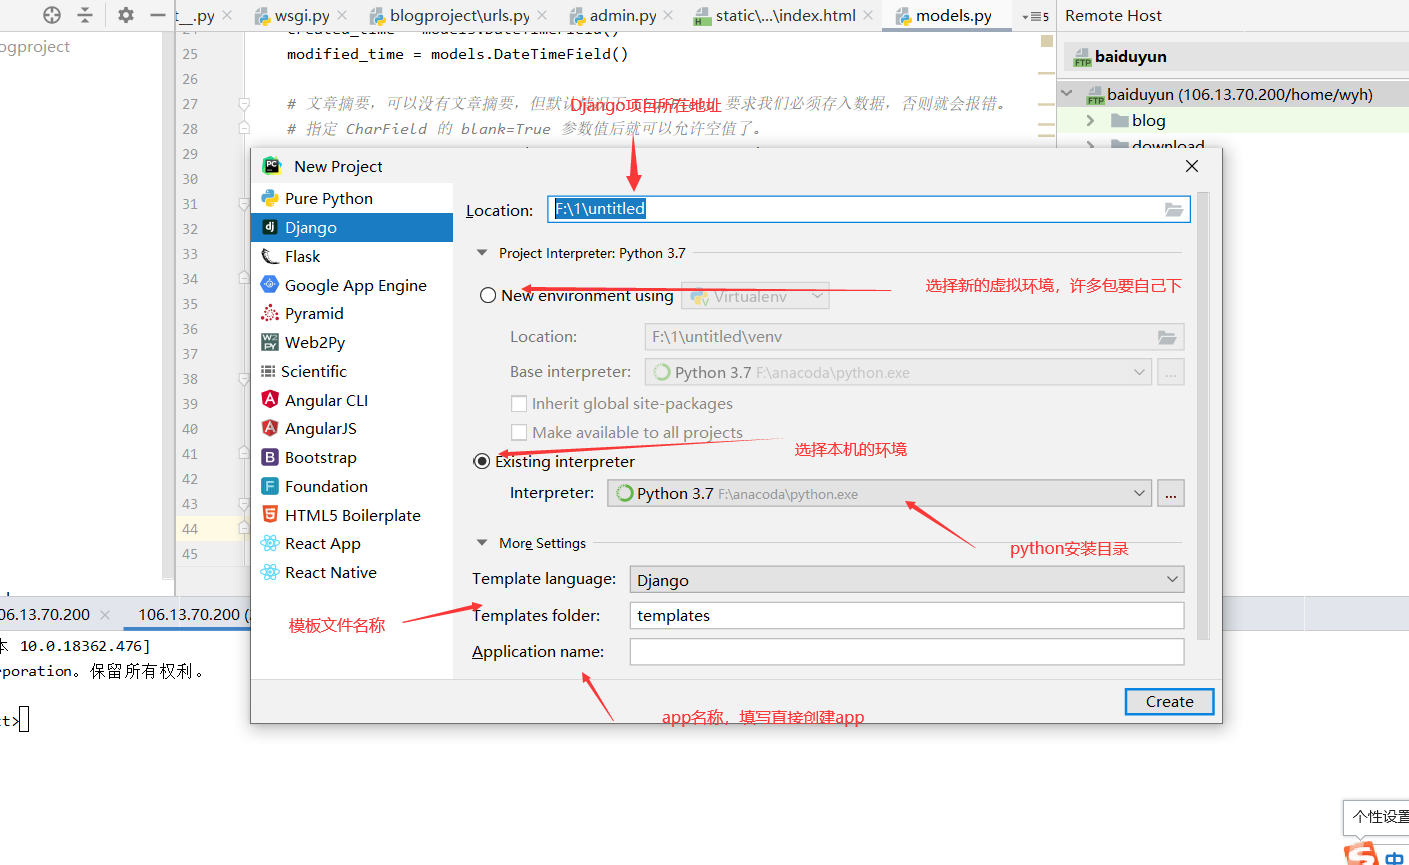 t__.py
wsgi.py
blogproject\urls.py
admin.py
static\...\index.html
models.py
5
Remote Host
ogproject
25 modified_time = models.DateTimeField()
26
27 # 文章摘要，可以没有文章摘要，但默认情况下 要求我们必须存入数据，否则就会报错。
Django项目所在地址
28 # 指定 CharField 的 blank=True 参数值后就可以允许空值了。
29
30
31
32
33
34
35
36
37
38
39
40
41
42
43
44
45
baiduyun
baiduyun (106.13.70.200/home/wyh)
blog
download
New Project
Pure Python
Django
Flask
Google App Engine
Pyramid
Web2Py
Scientific
Angular CLI
AngularJS
Bootstrap
Foundation
HTML5 Boilerplate
React App
React Native
Location: F:\1\untitled
Project Interpreter: Python 3.7
New environment using Virtualenv
选择新的虚拟环境，许多包要自己下
Location: F:\1\untitled\venv
Base interpreter: Python 3.7 F:\anacoda\python.exe ...
Inherit global site-packages
Make available to all projects
选择本机的环境
Existing interpreter
Interpreter: Python 3.7 F:\anacoda\python.exe ...
python安装目录
More Settings
Template language: Django
模板文件名称
Templates folder: templates
Application name:
app名称，填写直接创建app
Create
06.13.70.200
106.13.70.200 (
本 10.0.18362.476]
rporation。保留所有权利。
t>
个性设置
中